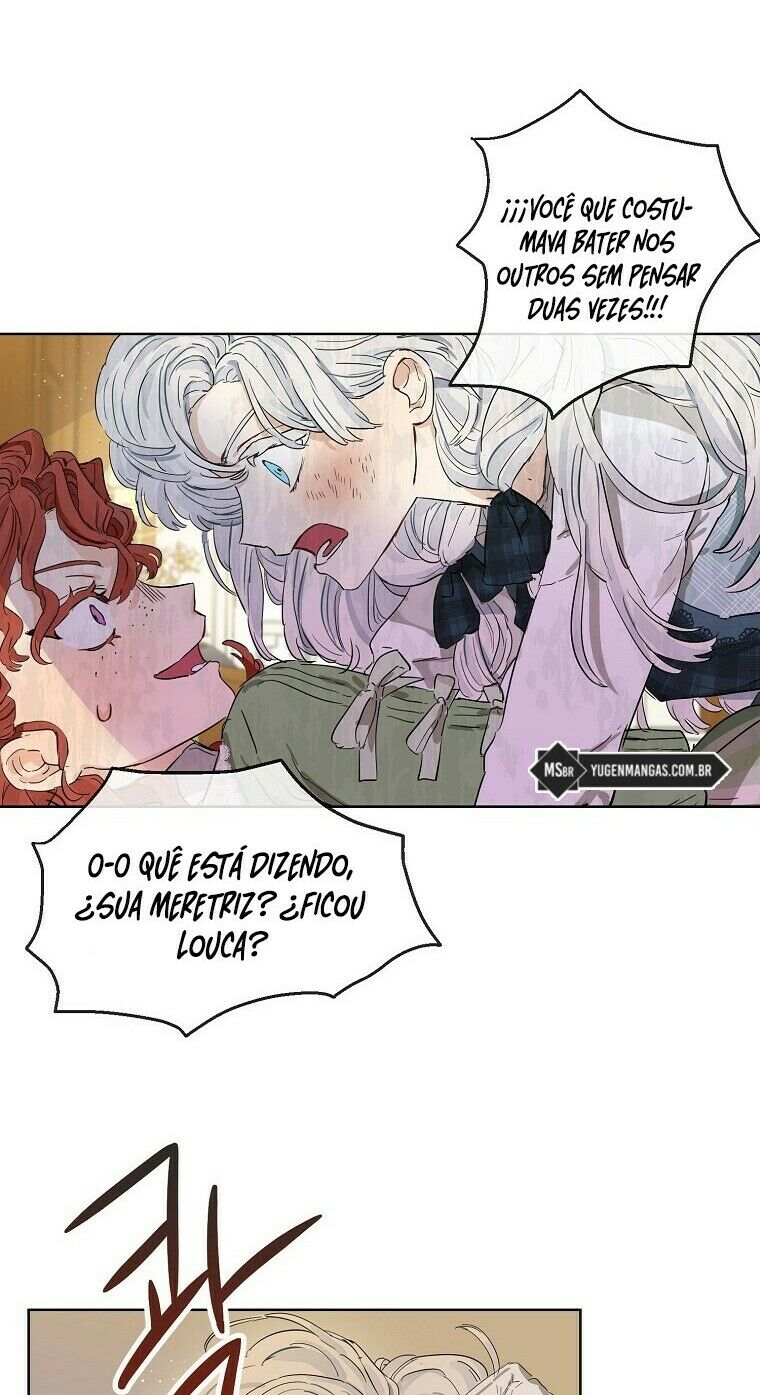 ¡¡¡VOCÊ QUE COSTU-
MAVA BATER NOS
OUTROS SEM PENSAR
DUAS VEZES!!!
MSBR YUGENMANGAS.COM.BR
O-O QUÊ ESTÁ DIZENDO,
¿SUA MERETRIZ? ¿FICOU
LOUCA?